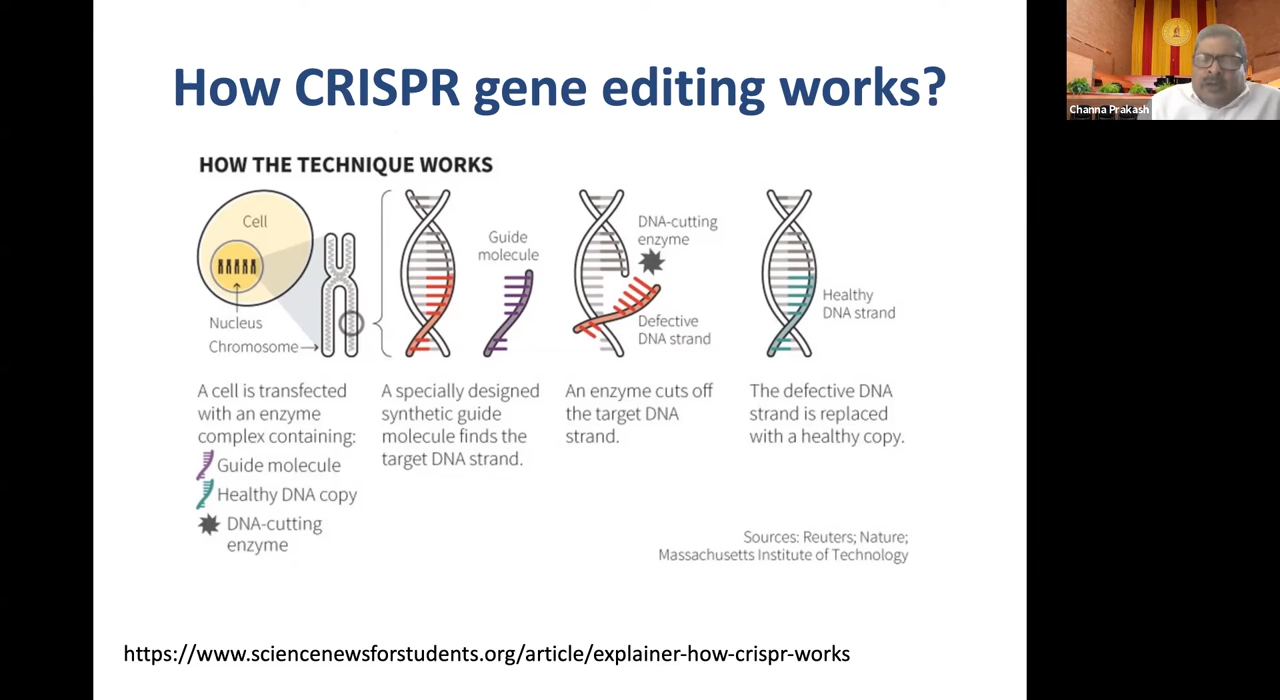 How CRISPR gene editing works?
Channa Prakash
HOW THE TECHNIQUE WORKS
Cell
Nucleus
Chromosome
Guide
molecule
DNA-cutting
enzyme
Defective
DNA strand
Healthy
DNA strand
A cell is transfected
with an enzyme
complex containing:
Guide molecule
Healthy DNA copy
DNA-cutting
enzyme
A specially designed
synthetic guide
molecule finds the
target DNA strand.
An enzyme cuts off
the target DNA
strand.
The defective DNA
strand is replaced
with a healthy copy.
Sources: Reuters; Nature;
Massachusetts Institute of Technology
https://www.sciencenewsforstudents.org/article/explainer-how-crispr-works